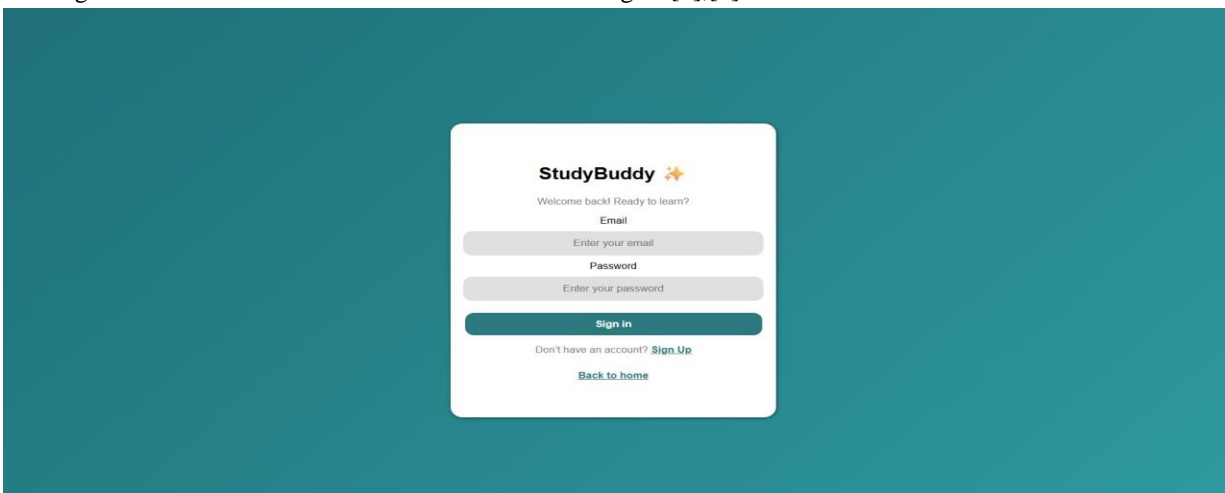 StudyBuddy ✨
Welcome back! Ready to learn?
Email
Enter your email
Password
Enter your password
Sign in
Don't have an account? Sign Up
Back to home